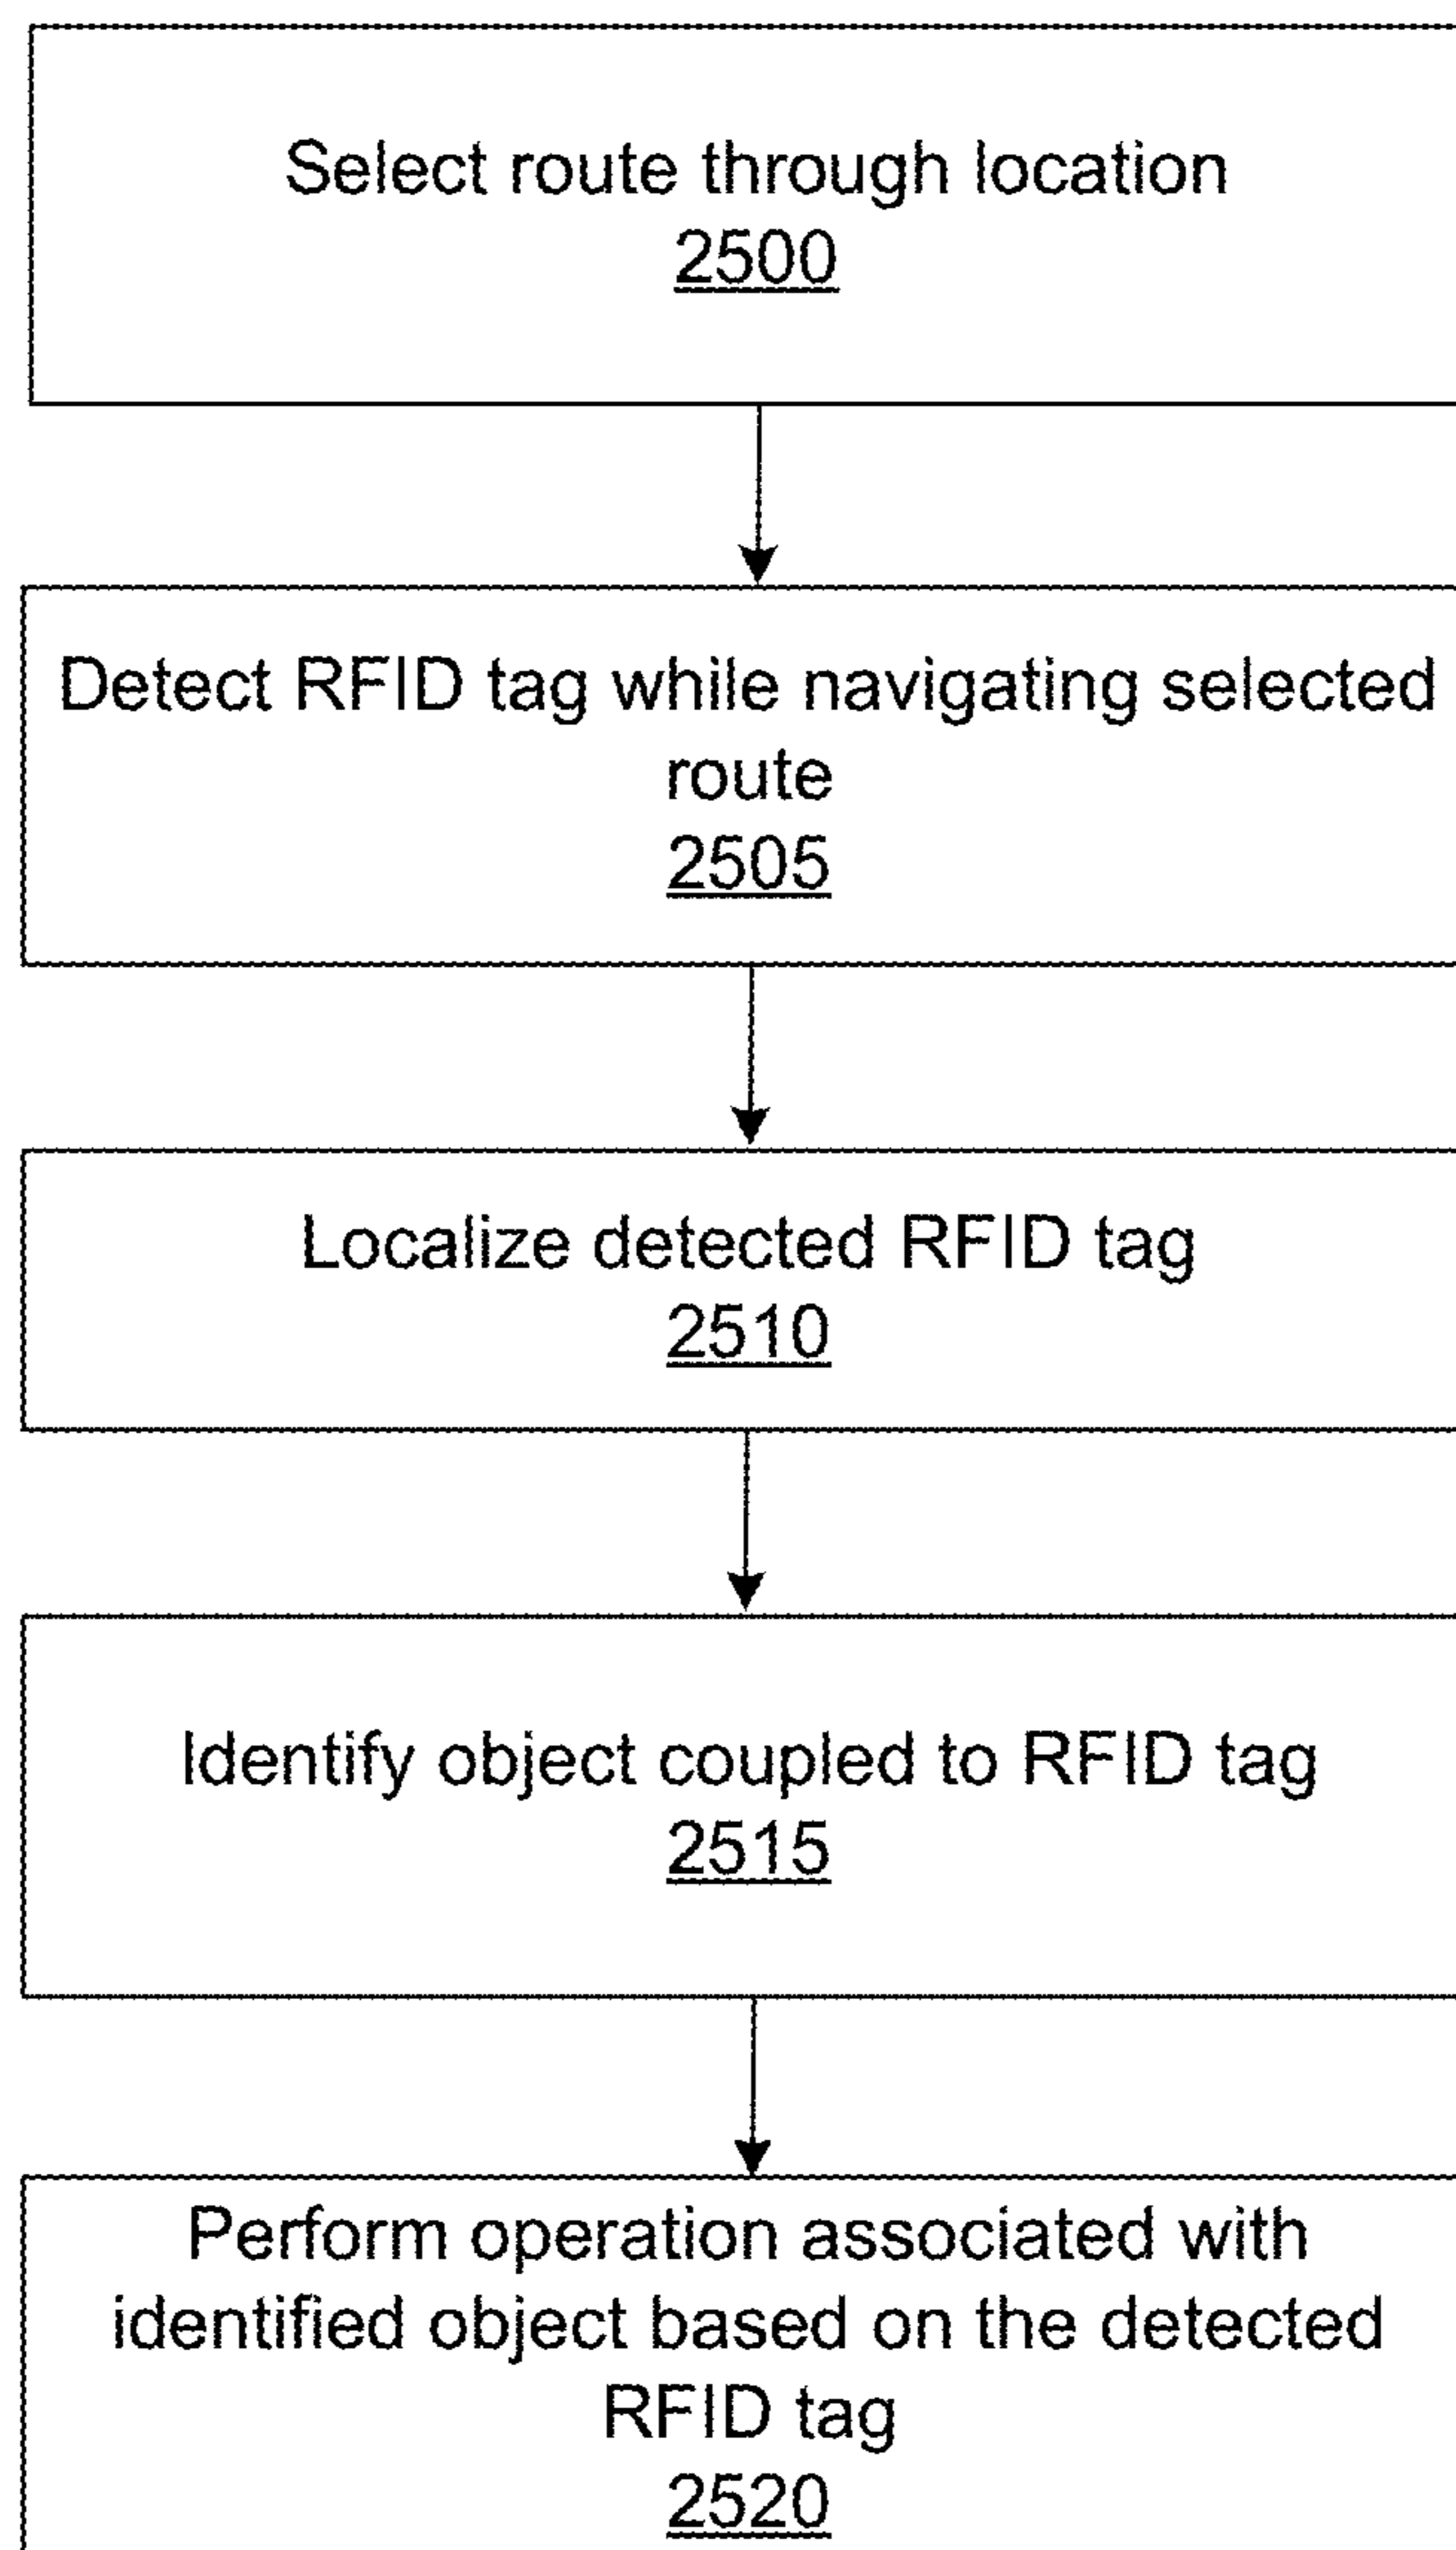 Select route through location
2500
Detect RFID tag while navigating selected
route
2505
Localize detected RFID tag
2510
Identify object coupled to RFID tag
2515
Perform operation associated with
identified object based on the detected
RFID tag
2520